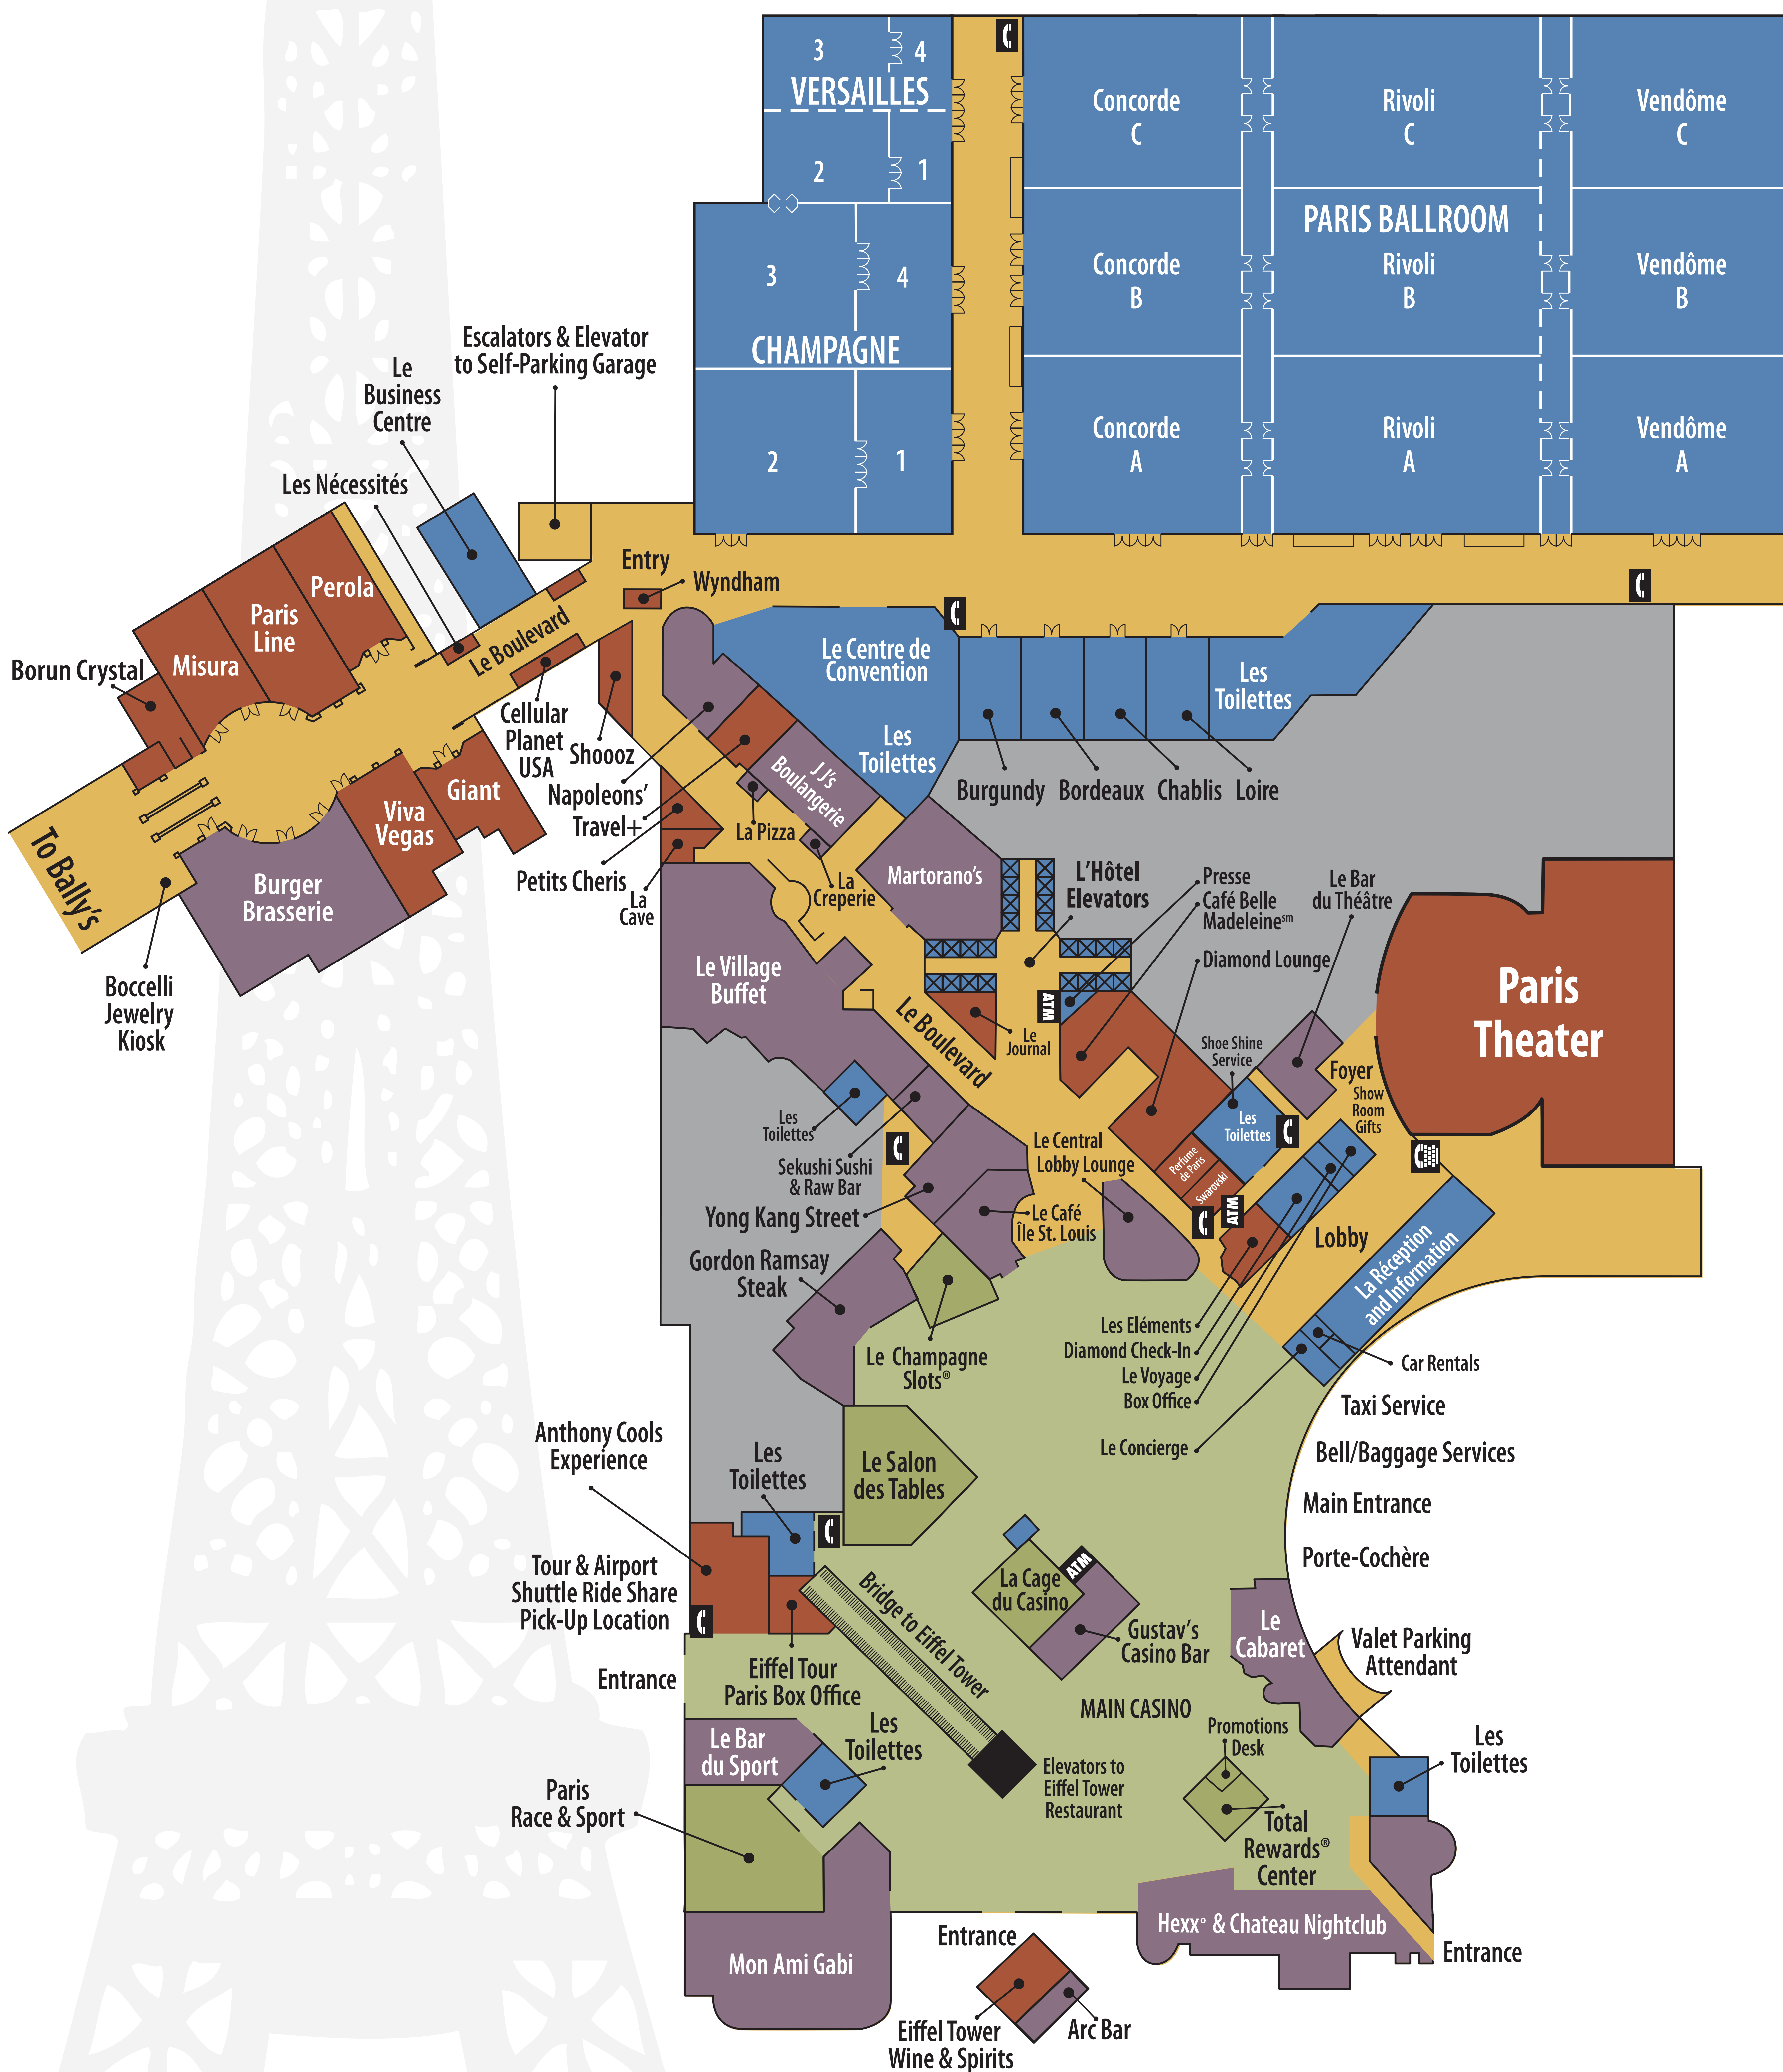 3
4
VERSAILLES
2
1
3
4
CHAMPAGNE
2
1
Concorde
C
Rivoli
C
Vendôme
C
PARIS BALLROOM
Concorde
B
Rivoli
B
Vendôme
B
Concorde
A
Rivoli
A
Vendôme
A
Escalators & Elevator
to Self-Parking Garage
Le
Business
Centre
Les Nécessités
Entry
Wyndham
Perola
Paris
Line
Misura
Borun Crystal
Le Boulevard
Cellular
Planet
USA
Shoooz
Napoleons’
Travel+
Petits Cheris
La
Cave
Giant
Viva
Vegas
Burger
Brasserie
To Bally’s
Boccelli
Jewelry
Kiosk
Le Centre de
Convention
Les
Toilettes
Les
Toilettes
Burgundy
Bordeaux
Chablis
Loire
J J’s
Boulangerie
La Pizza
La
Creperie
Martorano’s
L’Hôtel
Elevators
Presse
Café Belle
Madeleine℠
Diamond Lounge
Le Bar
du Théâtre
Paris
Theater
Le Village
Buffet
Le Boulevard
ATM
Le
Journal
Shoe Shine
Service
Foyer
Show
Room
Gifts
Les
Toilettes
Les
Toilettes
Sekushi Sushi
& Raw Bar
Yong Kang Street
Le Central
Lobby Lounge
Perfume
de Paris
Swarovski
ATM
Le Café
Île St. Louis
Lobby
La Réception
and Information
Gordon Ramsay
Steak
Le Champagne
Slots®
Les Eléments
Diamond Check-In
Le Voyage
Box Office
Le Concierge
Car Rentals
Taxi Service
Bell/Baggage Services
Main Entrance
Porte-Cochère
Anthony Cools
Experience
Les
Toilettes
Le Salon
des Tables
Tour & Airport
Shuttle Ride Share
Pick-Up Location
Bridge to Eiffel Tower
La Cage
du Casino
ATM
Gustav’s
Casino Bar
Le
Cabaret
Valet Parking
Attendant
Entrance
Eiffel Tour
Paris Box Office
MAIN CASINO
Le Bar
du Sport
Les
Toilettes
Promotions
Desk
Les
Toilettes
Elevators to
Eiffel Tower
Restaurant
Paris
Race & Sport
Total
Rewards®
Center
Mon Ami Gabi
Entrance
Hexx° & Chateau Nightclub
Entrance
Eiffel Tower
Wine & Spirits
Arc Bar